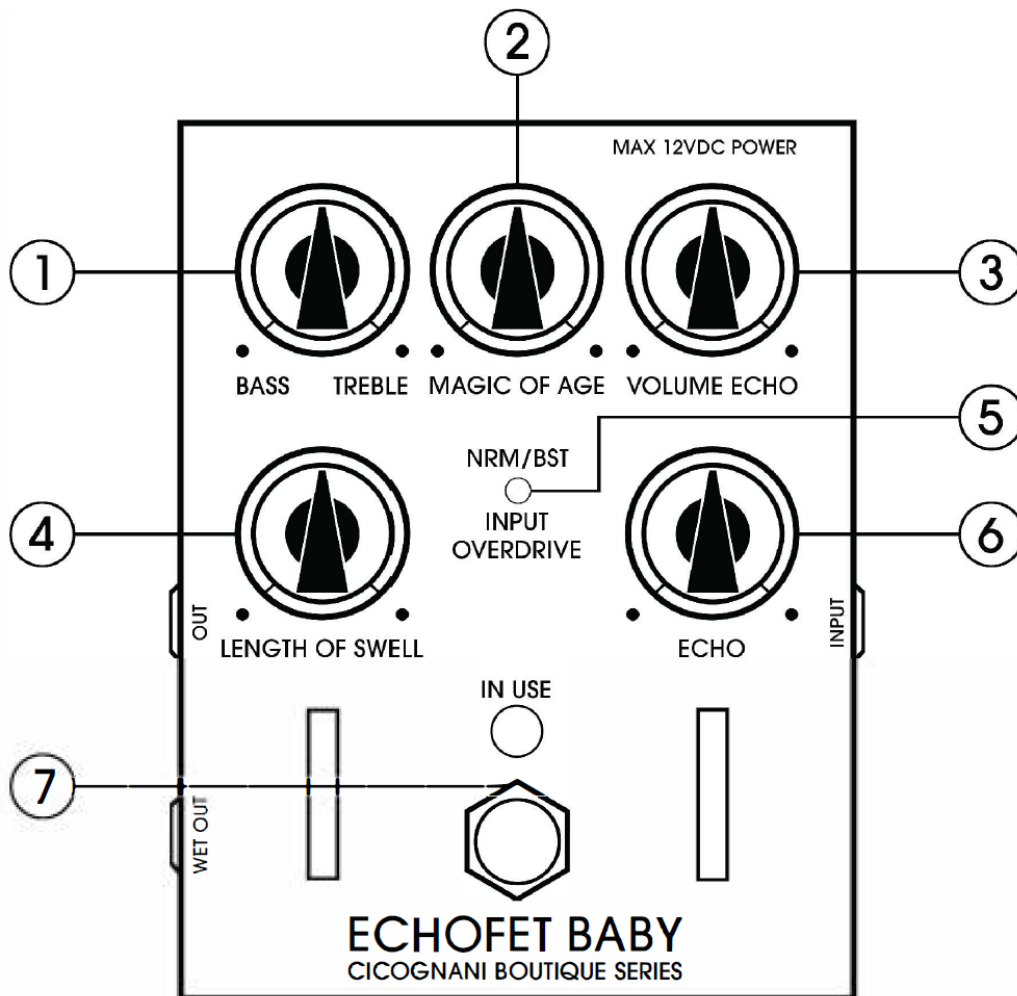 2
MAX 12VDC POWER
1
3
BASS TREBLE MAGIC OF AGE VOLUME ECHO
5
NRM/BST
4
INPUT
OVERDRIVE
6
OUT
INPUT
LENGTH OF SWELL
ECHO
IN USE
7
WET OUT
ECHOFET BABY
CICOGNANI BOUTIQUE SERIES